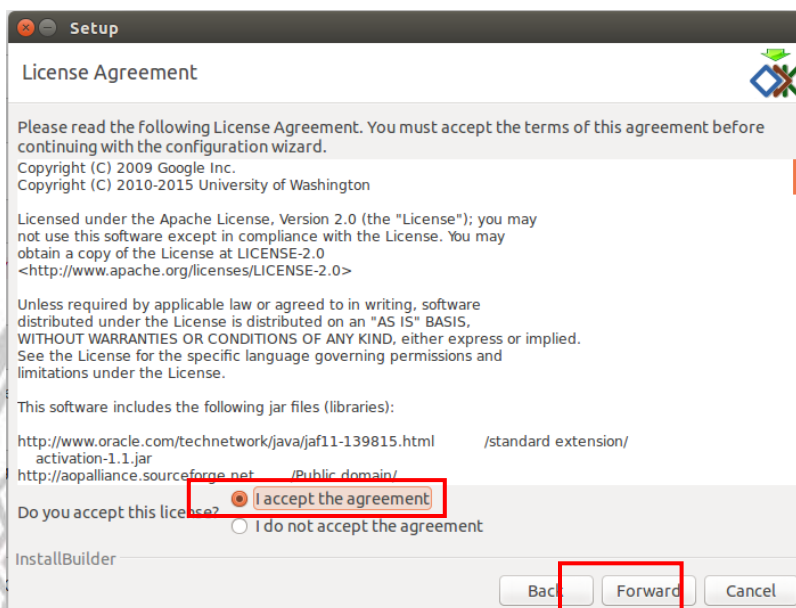 Setup
License Agreement
Please read the following License Agreement. You must accept the terms of this agreement before
continuing with the configuration wizard.
Copyright (C) 2009 Google Inc.
Copyright (C) 2010-2015 University of Washington
Licensed under the Apache License, Version 2.0 (the "License"); you may
not use this software except in compliance with the License. You may
obtain a copy of the License at LICENSE-2.0
<http://www.apache.org/licenses/LICENSE-2.0>
Unless required by applicable law or agreed to in writing, software
distributed under the License is distributed on an "AS IS" BASIS,
WITHOUT WARRANTIES OR CONDITIONS OF ANY KIND, either express or implied.
See the License for the specific language governing permissions and
limitations under the License.
This software includes the following jar files (libraries):
http://www.oracle.com/technetwork/java/jaf11-139815.html /standard extension/
activation-1.1.jar
http://aopalliance.sourceforge.net /Public domain/
Do you accept this license?
I accept the agreement
I do not accept the agreement
InstallBuilder
Back Forward Cancel